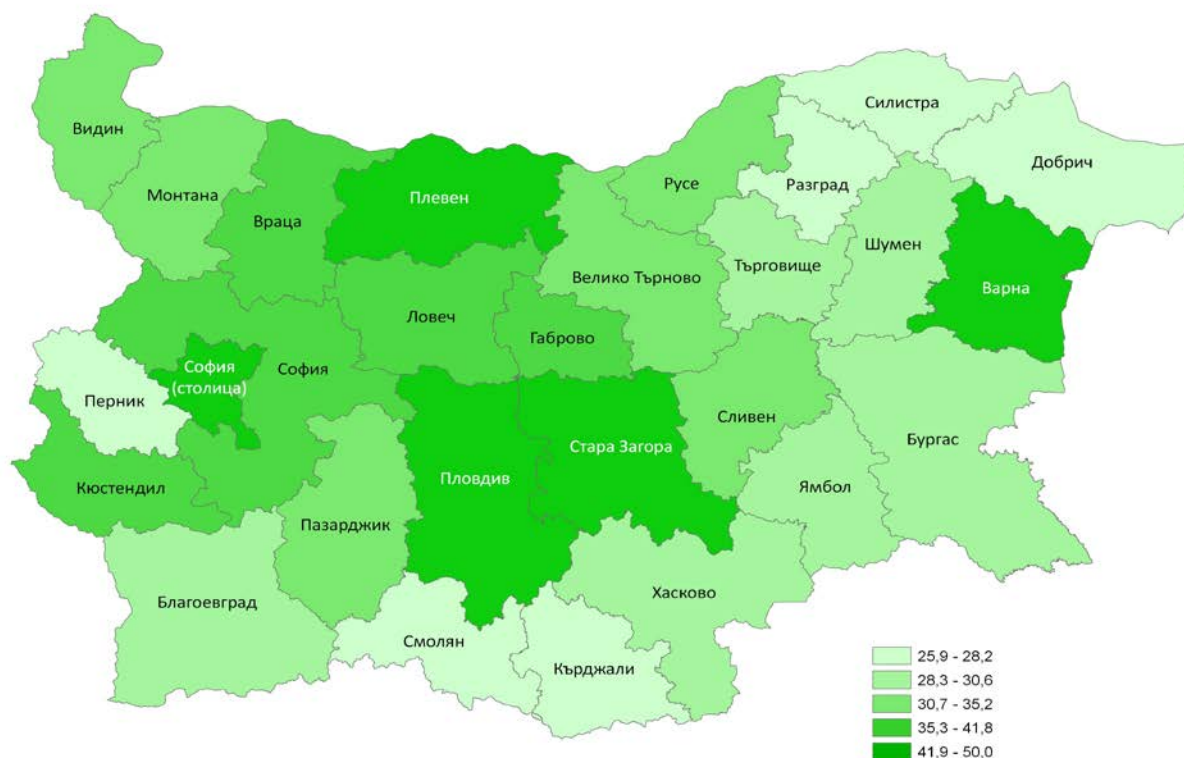 Видин
Монтана
Враца
Плевен
Русе
Силистра
Разград
Добрич
Шумен
Търговище
Варна
Велико Търново
Ловеч
Габрово
София
(столица)
София
Перник
Кюстендил
Пазарджик
Пловдив
Стара Загора
Сливен
Ямбол
Бургас
Благоевград
Смолян
Кърджали
Хасково
25,9 - 28,2
28,3 - 30,6
30,7 - 35,2
35,3 - 41,8
41,9 - 50,0